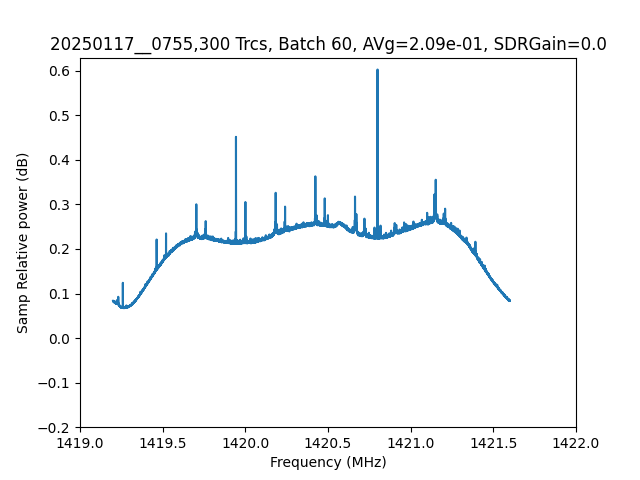 20250117__0755,300 Trcs, Batch 60, AVg=2.09e-01, SDRGain=0.0
Samp Relative power (dB)
0.6
0.5
0.4
0.3
0.2
0.1
0.0
−0.1
−0.2
1419.0 1419.5 1420.0 1420.5 1421.0 1421.5 1422.0
Frequency (MHz)